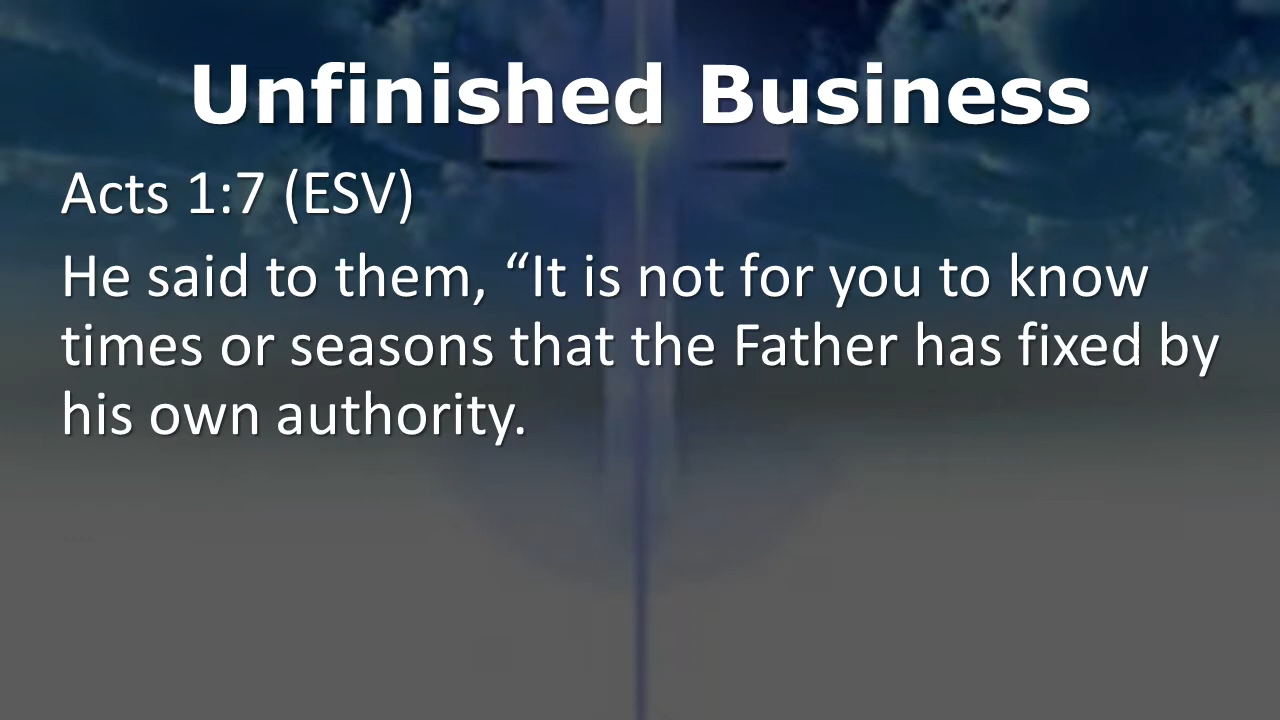 Unfinished Business
Acts 1:7 (ESV)
He said to them, “It is not for you to know
times or seasons that the Father has fixed by
his own authority.